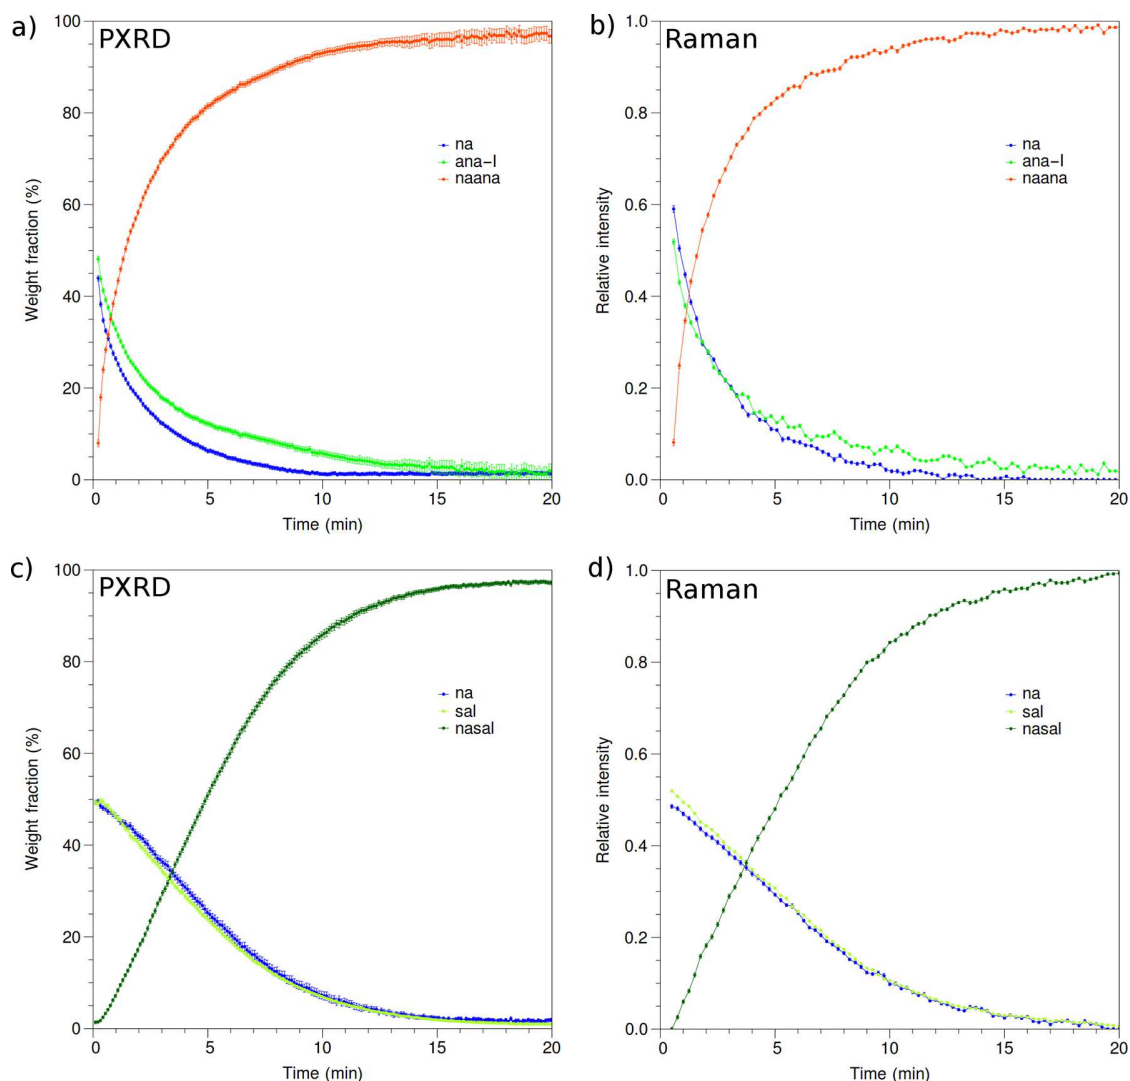 a)
PXRD
100
80
60
40
20
0
Weight fraction (%)
na
ana-I
naana
0 5 10 15 20
Time (min)
b)
Raman
1.0
0.8
0.6
0.4
0.2
0.0
Relative intensity
na
ana-I
naana
0 5 10 15 20
Time (min)
c)
PXRD
100
80
60
40
20
0
Weight fraction (%)
na
sal
nasal
0 5 10 15 20
Time (min)
d)
Raman
1.0
0.8
0.6
0.4
0.2
0.0
Relative intensity
na
sal
nasal
0 5 10 15 20
Time (min)